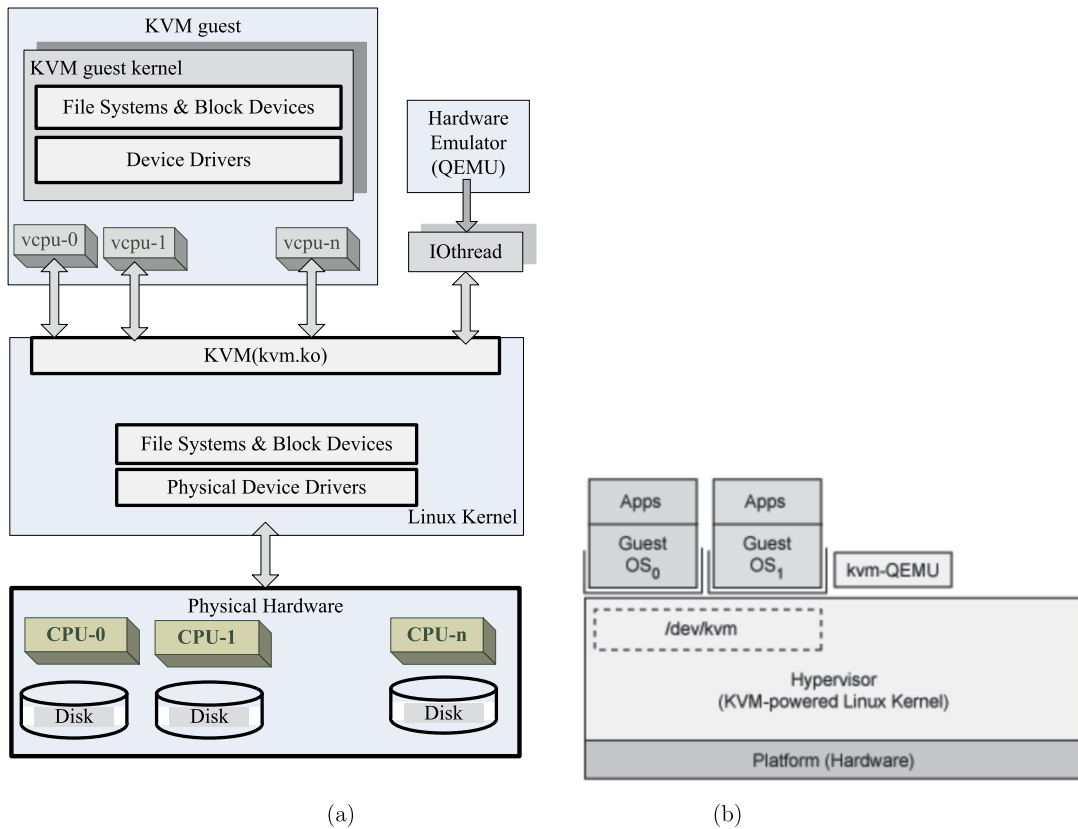 KVM guest
KVM guest kernel
File Systems & Block Devices
Device Drivers
vcpu-0
vcpu-1
vcpu-n
Hardware
Emulator
(QEMU)
IOthread
KVM(kvm.ko)
File Systems & Block Devices
Physical Device Drivers
Linux Kernel
Physical Hardware
CPU-0
CPU-1
CPU-n
Disk
Disk
Disk
(a)
Apps
Apps
Guest
OS0
Guest
OS1
kvm-QEMU
/dev/kvm
Hypervisor
(KVM-powered Linux Kernel)
Platform (Hardware)
(b)